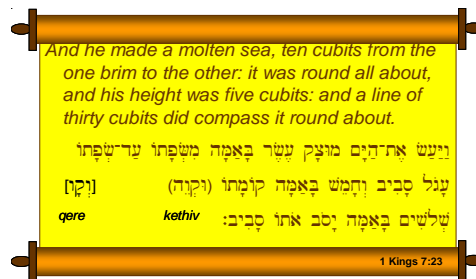 And he made a molten sea, ten cubits from the
one brim to the other: it was round all about,
and his height was five cubits: and a line of
thirty cubits did compass it round about.
וַיַּעַשׂ אֶת־הַיָּם מוּצָק עֶשֶׂר בָּאַמָּה מִשְּׂפָתוֹ עַד־שְׂפָתוֹ
עָגֹל סָבִיב וְחָמֵשׁ בָּאַמָּה קוֹמָתוֹ (וּקְוֵה) [וְקָו]
qere kethiv
שְׁלֹשִׁים בָּאַמָּה יָסֹב אֹתוֹ סָבִיב׃
1 Kings 7:23